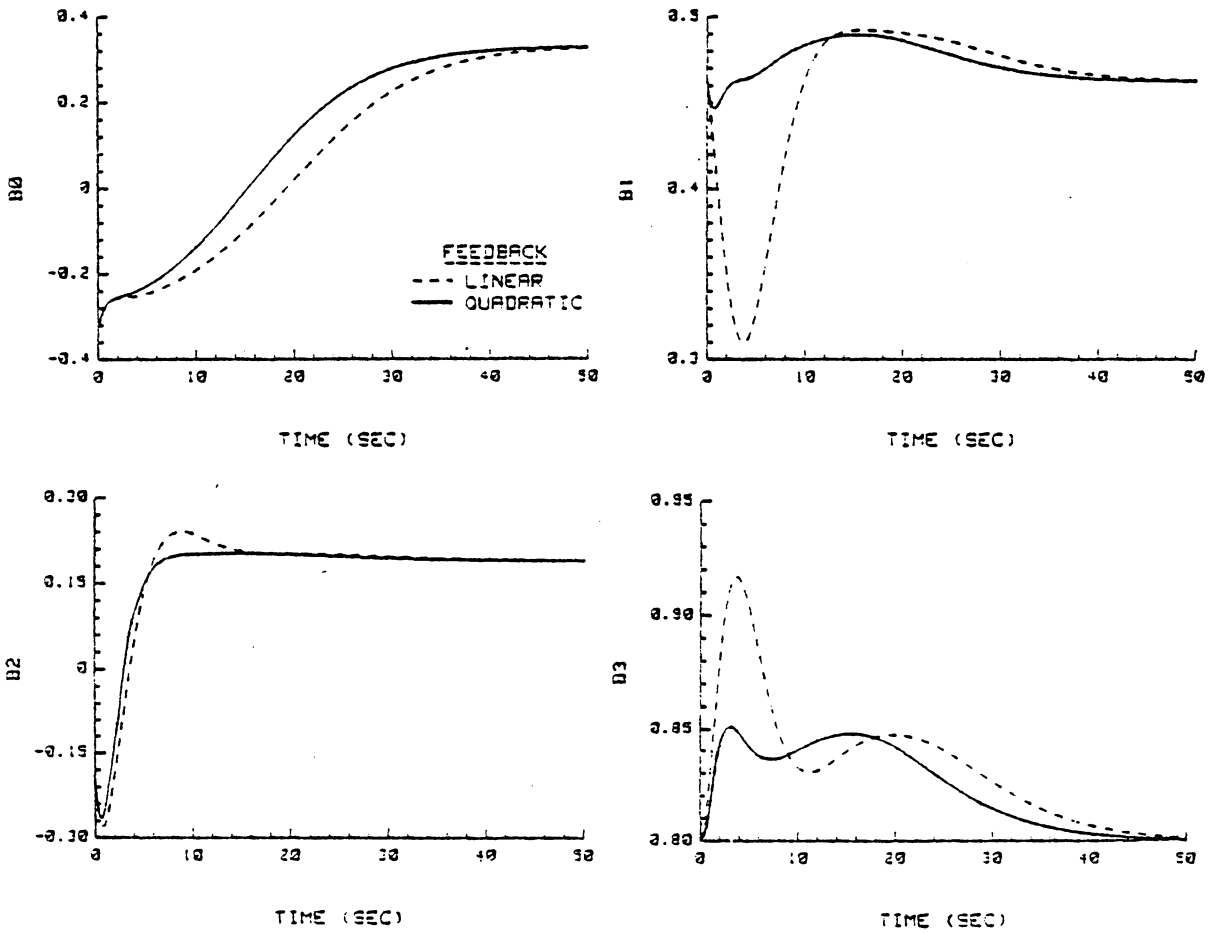 0.4
0.2
0
-0.2
-0.4
B0
0 10 20 30 40 50
TIME (SEC)
FEEDBACK
LINEAR
QUADRATIC
0.5
0.4
0.3
B1
0 10 20 30 40 50
TIME (SEC)
0.30
0.15
0
-0.15
-0.30
B2
0 10 20 30 40 50
TIME (SEC)
0.95
0.90
0.85
0.80
B3
0 10 20 30 40 50
TIME (SEC)